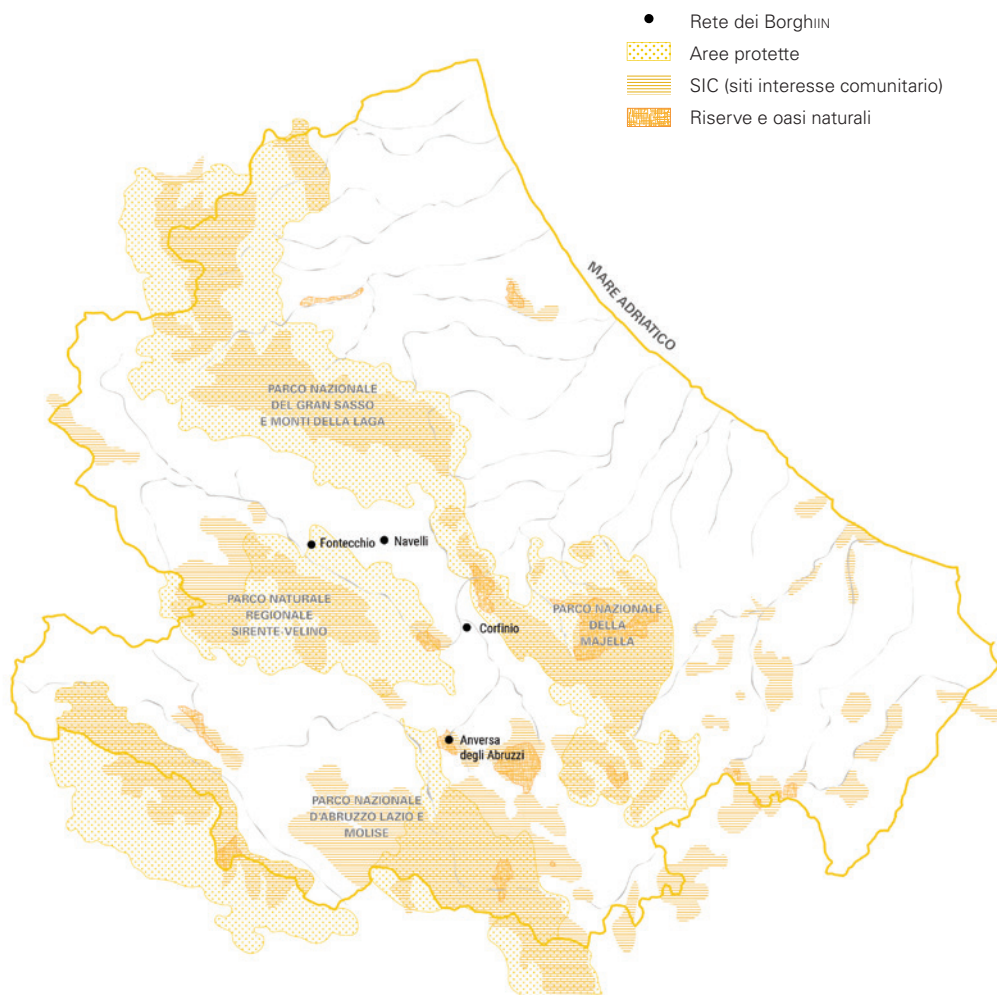 Rete dei BorghiIN
Aree protette
SIC (siti interesse comunitario)
Riserve e oasi naturali
MARE ADRIATICO
PARCO NAZIONALE
DEL GRAN SASSO
E MONTI DELLA LAGA
Fontecchio
Navelli
PARCO NATURALE
REGIONALE
SIRENTE-VELINO
PARCO NAZIONALE
DELLA
MAJELLA
Corfinio
Anversa
degli Abruzzi
PARCO NAZIONALE
D'ABRUZZO LAZIO E
MOLISE